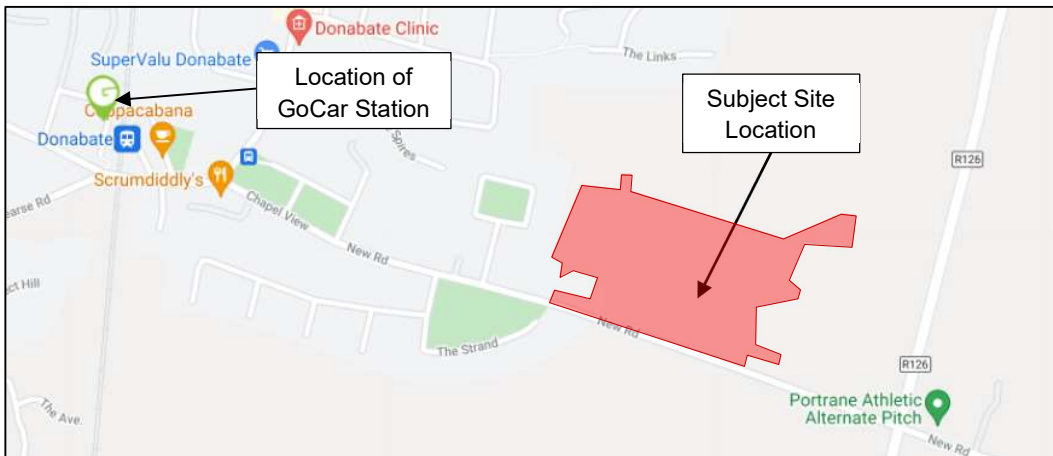 Donabate Clinic
SuperValu Donabate
The Links
Location of
GoCar Station
Subject Site
Location
Donabate
Scrumdiddly's
Spires
R126
Chapel View
New Rd
New Rd
The Strand
R126
Portrane Athletic
Alternate Pitch
The Ave.
New Rd